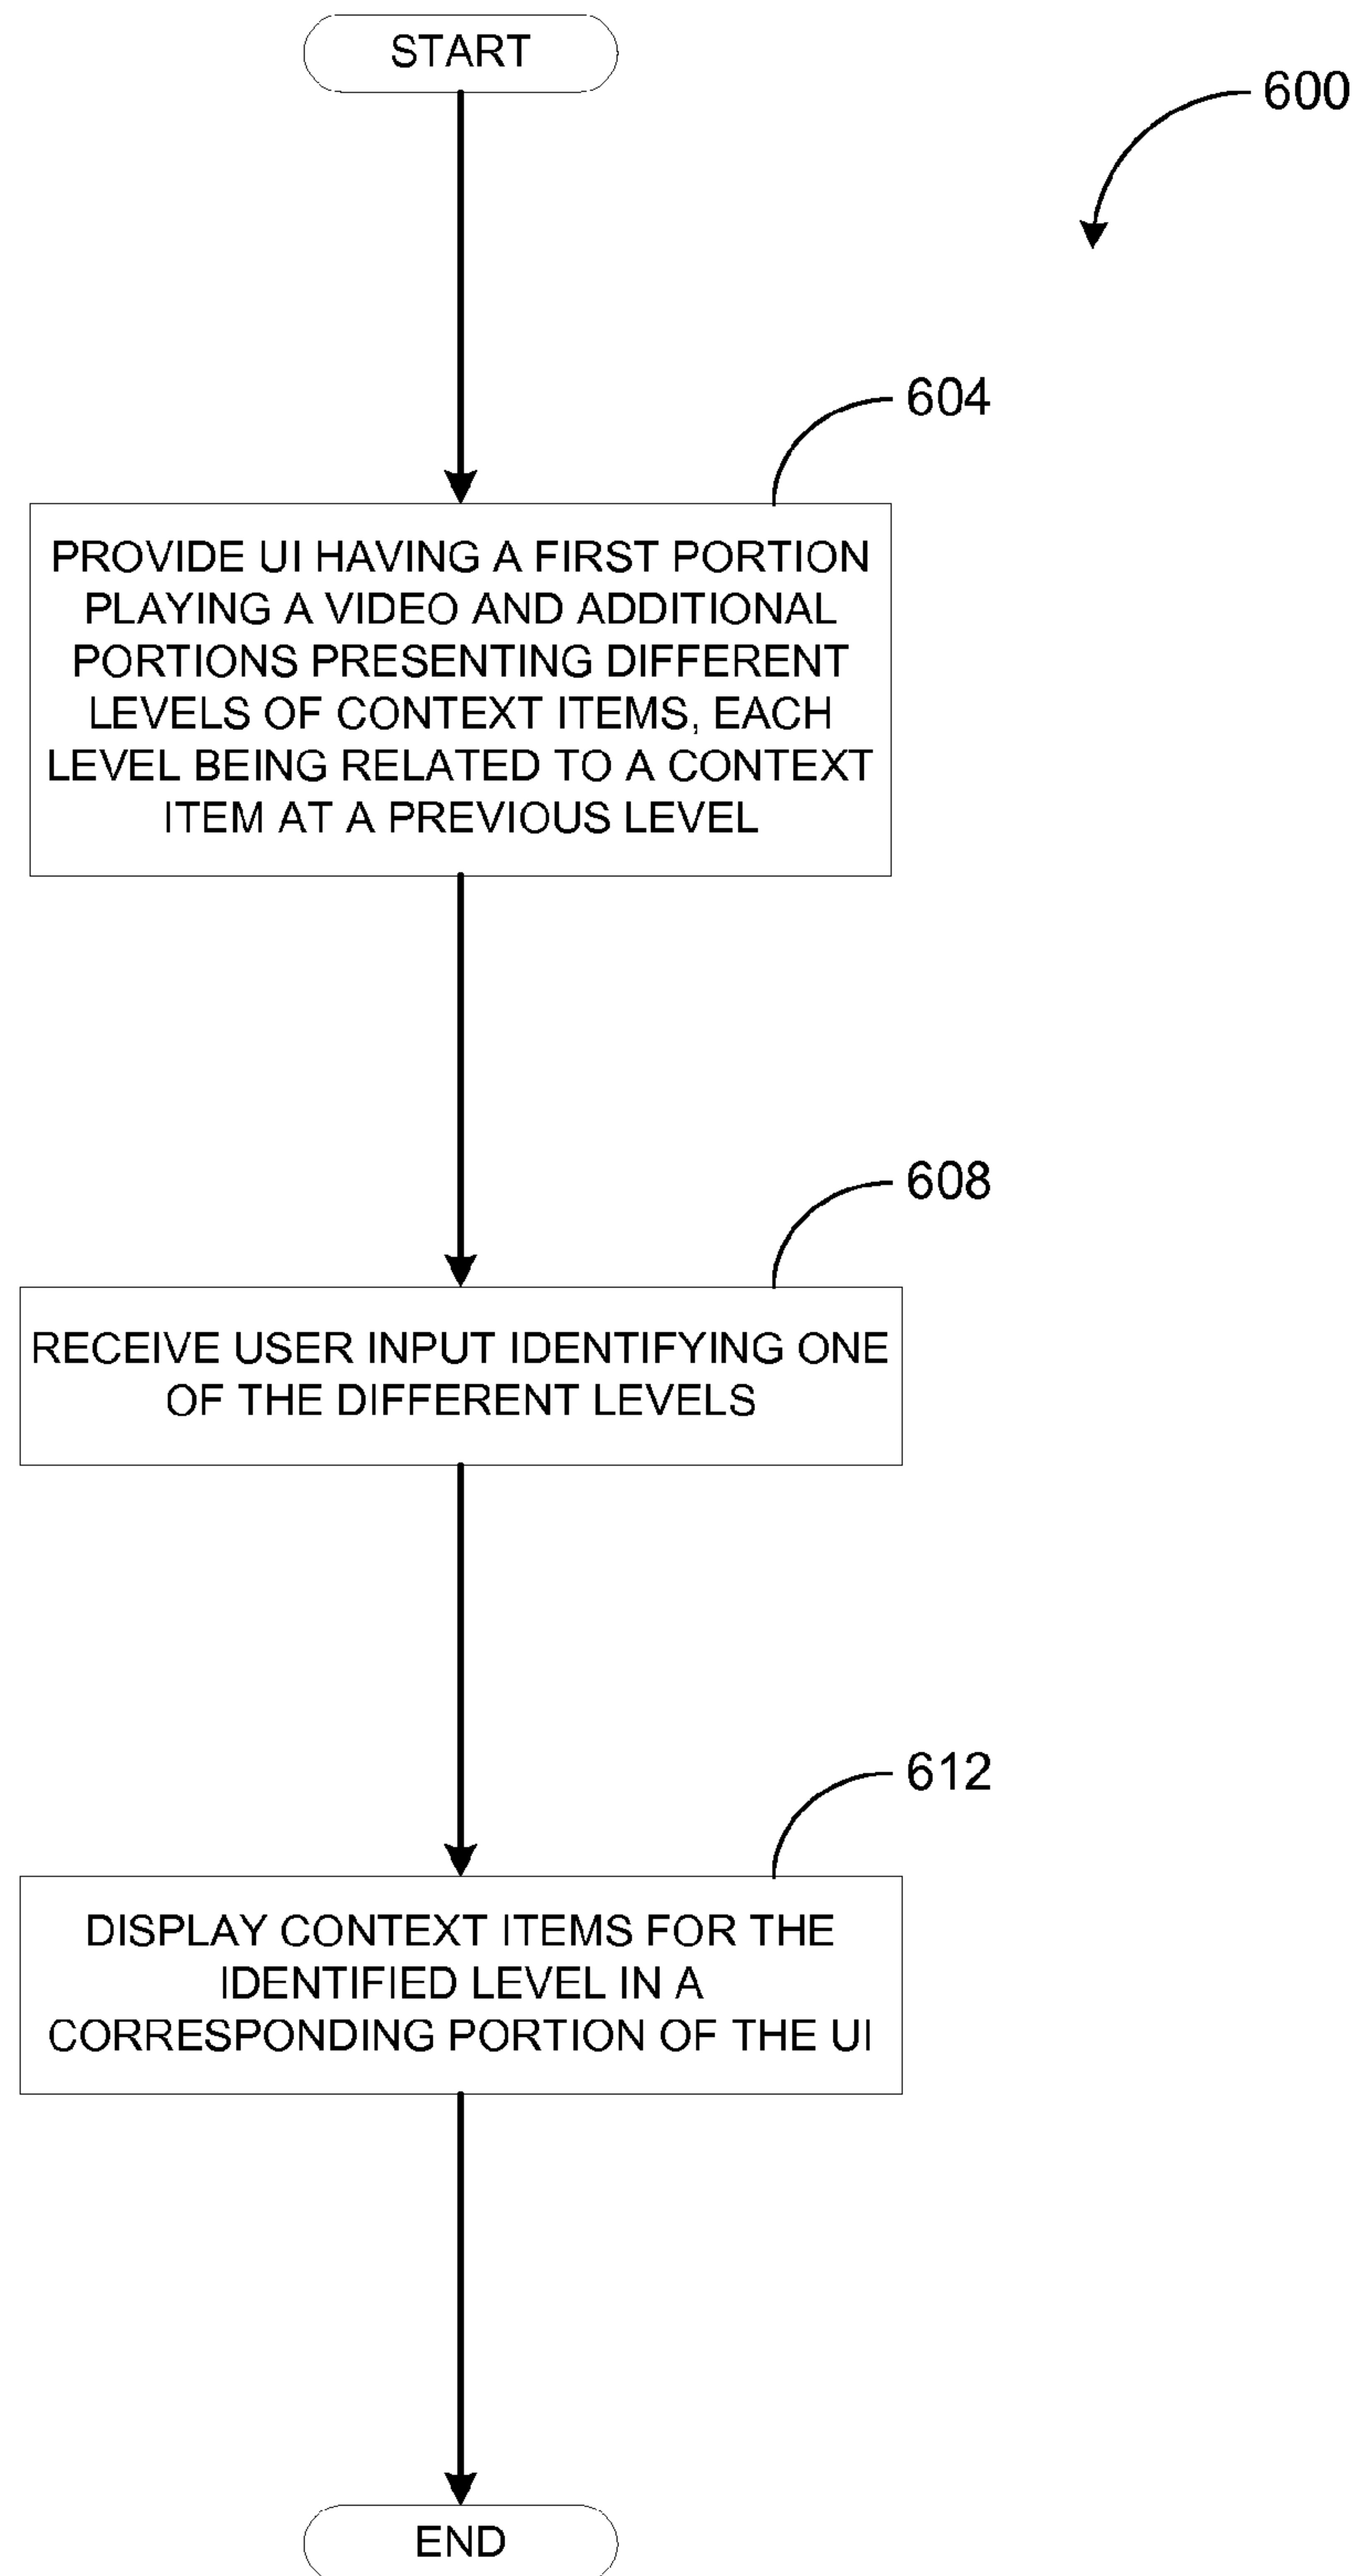 START
600
604
PROVIDE UI HAVING A FIRST PORTION
PLAYING A VIDEO AND ADDITIONAL
PORTIONS PRESENTING DIFFERENT
LEVELS OF CONTEXT ITEMS, EACH
LEVEL BEING RELATED TO A CONTEXT
ITEM AT A PREVIOUS LEVEL
608
RECEIVE USER INPUT IDENTIFYING ONE
OF THE DIFFERENT LEVELS
612
DISPLAY CONTEXT ITEMS FOR THE
IDENTIFIED LEVEL IN A
CORRESPONDING PORTION OF THE UI
END